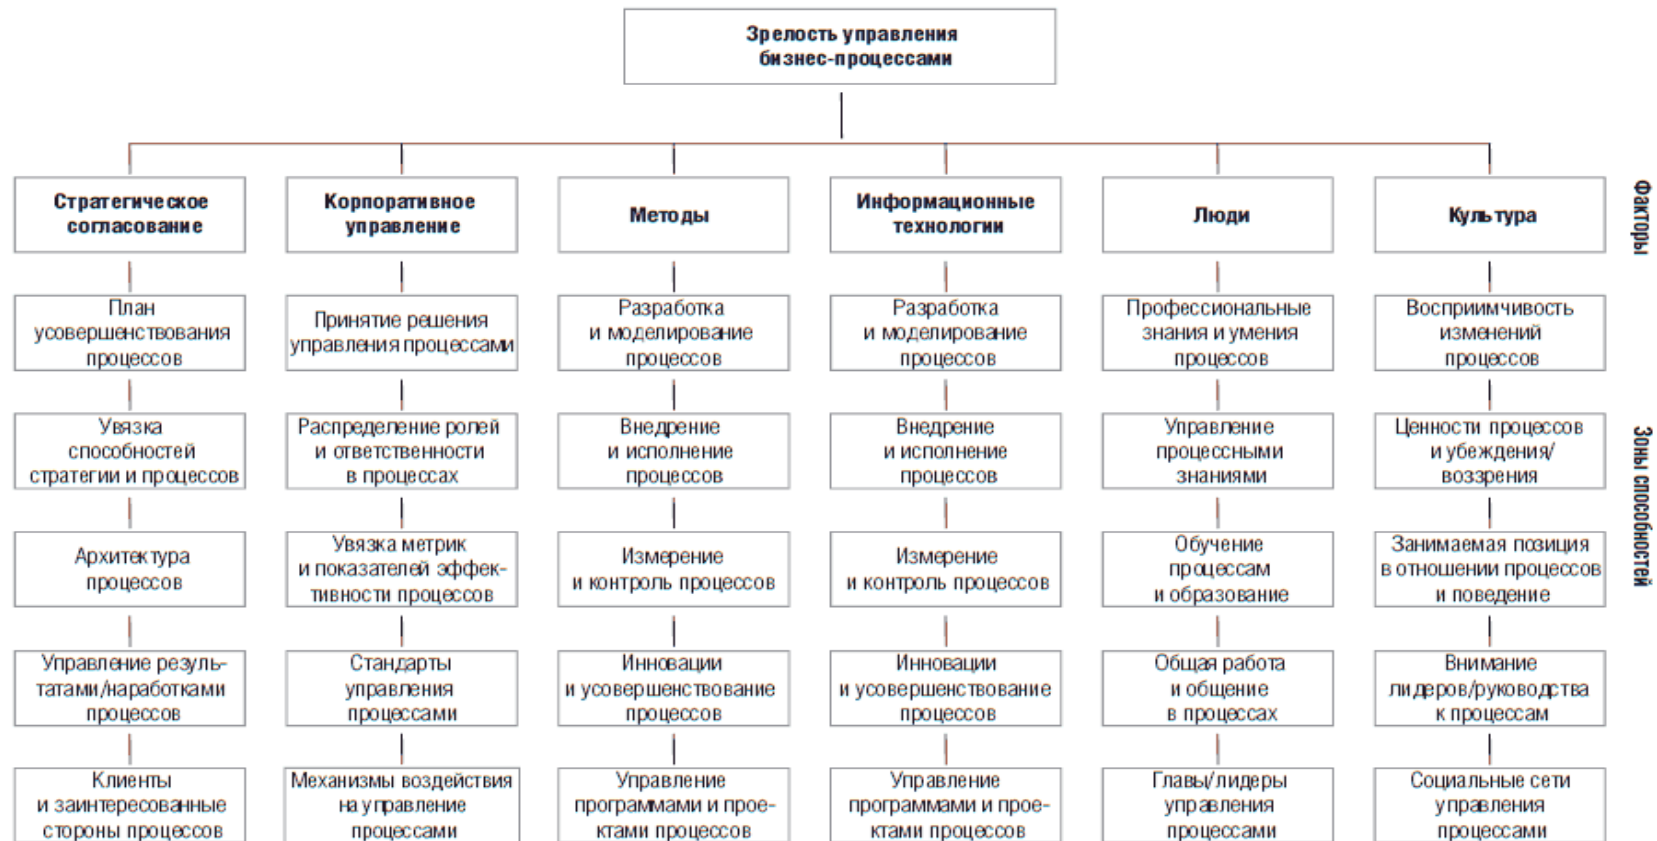 Зрелость управления
бизнес-процессами
Стратегическое
согласование
Корпоративное
управление
Методы
Информационные
технологии
Люди
Культура
Факторы
План
усовершенствования
процессов
Принятие решения
управления процессами
Разработка
и моделирование
процессов
Разработка
и моделирование
процессов
Профессиональные
знания и умения
процессов
Восприимчивость
изменений
процессов
Увязка
способностей
стратегии и процессов
Распределение ролей
и ответственности
в процессах
Внедрение
и исполнение
процессов
Внедрение
и исполнение
процессов
Управление
процессными
знаниями
Ценности процессов
и убеждения/
воззрения
Зоны способностей
Архитектура
процессов
Увязка метрик
и показателей эффек-
тивности процессов
Измерение
и контроль процессов
Измерение
и контроль процессов
Обучение
процессам
и образование
Занимаемая позиция
в отношении процессов
и поведение
Управление резуль-
татами/наработками
процессов
Стандарты
управления
процессами
Инновации
и усовершенствование
процессов
Инновации
и усовершенствование
процессов
Общая работа
и общение
в процессах
Внимание
лидеров/руководства
к процессам
Клиенты
и заинтересованные
стороны процессов
Механизмы воздействия
на управление
процессами
Управление
программами и прое-
ктами процессов
Управление
программами и прое-
ктами процессов
Главы/лидеры
управления
процессами
Социальные сети
управления
процессами